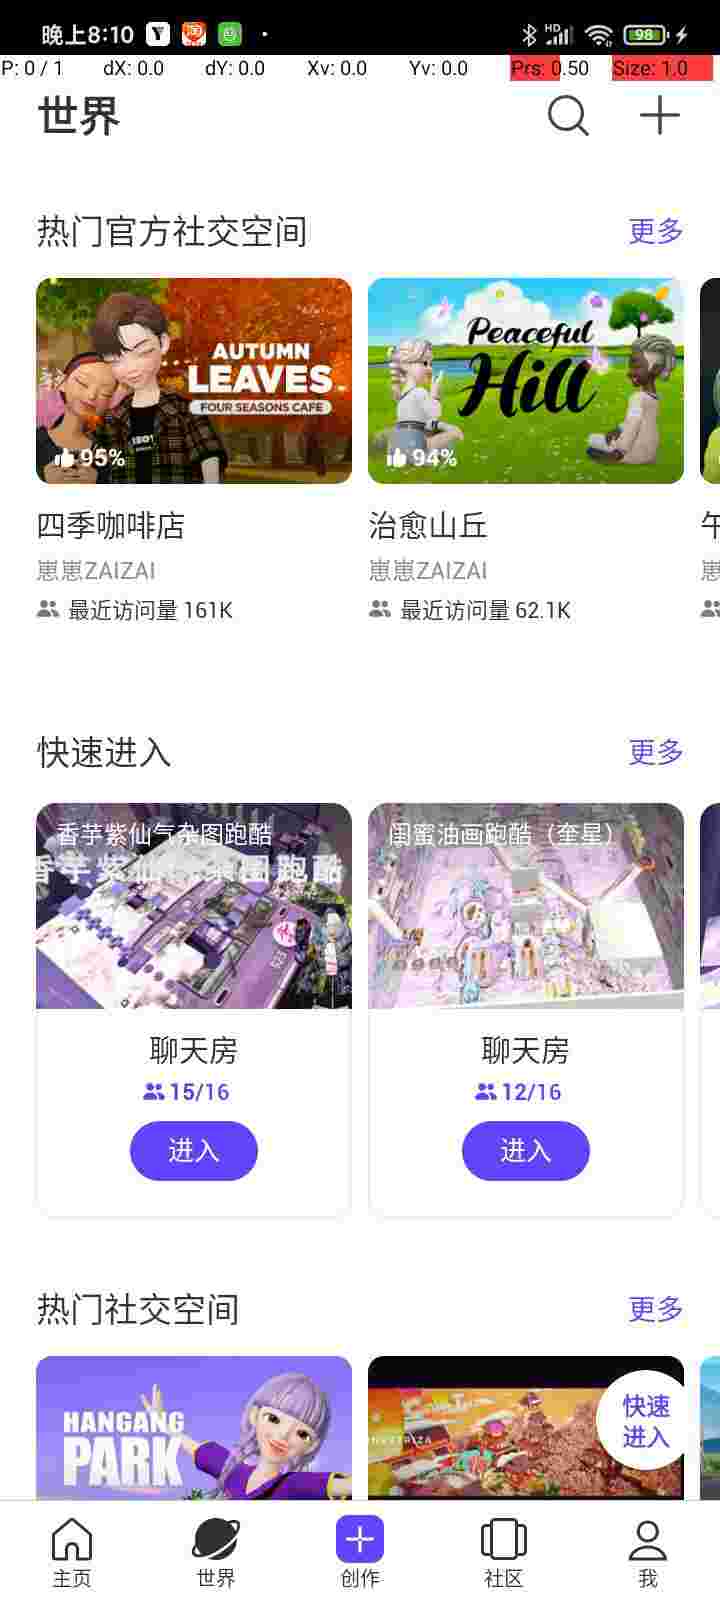 晚上8:10
HD
98
P: 0 / 1 dX: 0.0 dY: 0.0 Xv: 0.0 Yv: 0.0 Prs: 0.50 Size: 1.0
世界
热门官方社交空间 更多
AUTUMN
LEAVES
FOUR SEASONS CAFE
95%
Peaceful
Hill
94%
四季咖啡店
崽崽ZAIZAI
最近访问量 161K
治愈山丘
崽崽ZAIZAI
最近访问量 62.1K
快速进入 更多
香芋紫仙气杂图跑酷
香芋紫仙气杂图跑酷
聊天房
15/16
进入
闺蜜油画跑酷（奎星）
聊天房
12/16
进入
热门社交空间 更多
HANGANG
PARK
快速
进入
主页 世界 创作 社区 我